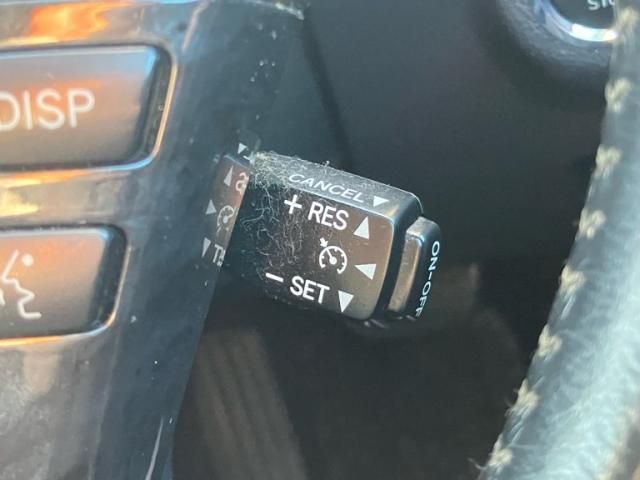 DISP
CANCEL
+ RES
- SET
ON-OFF